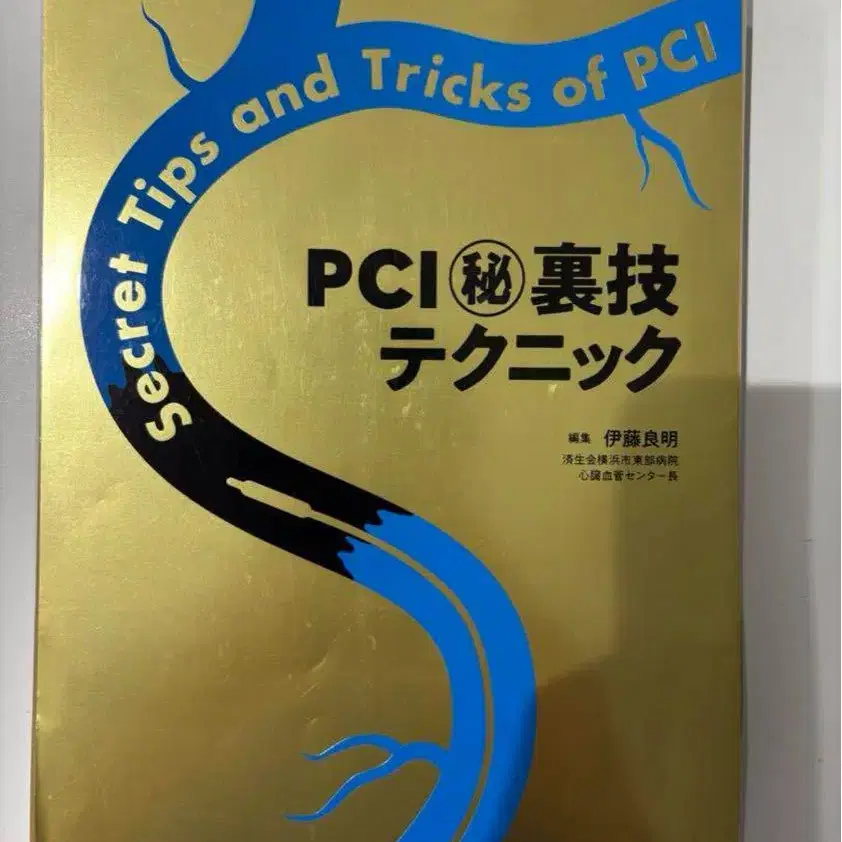 Secret Tips and Tricks of PCI
PCI㊙裏技
テクニック
編集 伊藤良明
済生会横浜市東部病院
心臓血管センター長